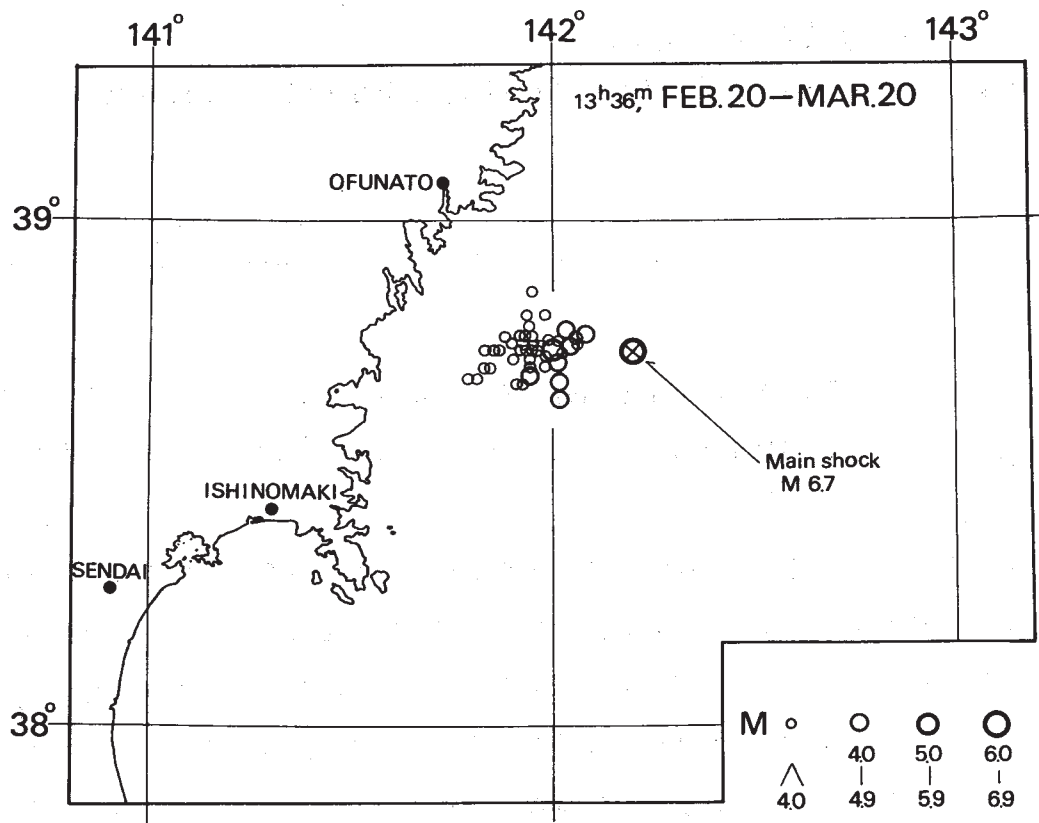 141° 142° 143°
13h36,m FEB.20—MAR.20
OFUNATO
39°
Main shock
M 6.7
ISHINOMAKI
SENDAI
38°
M
4.0 5.0 6.0
4.0 4.9 5.9 6.9